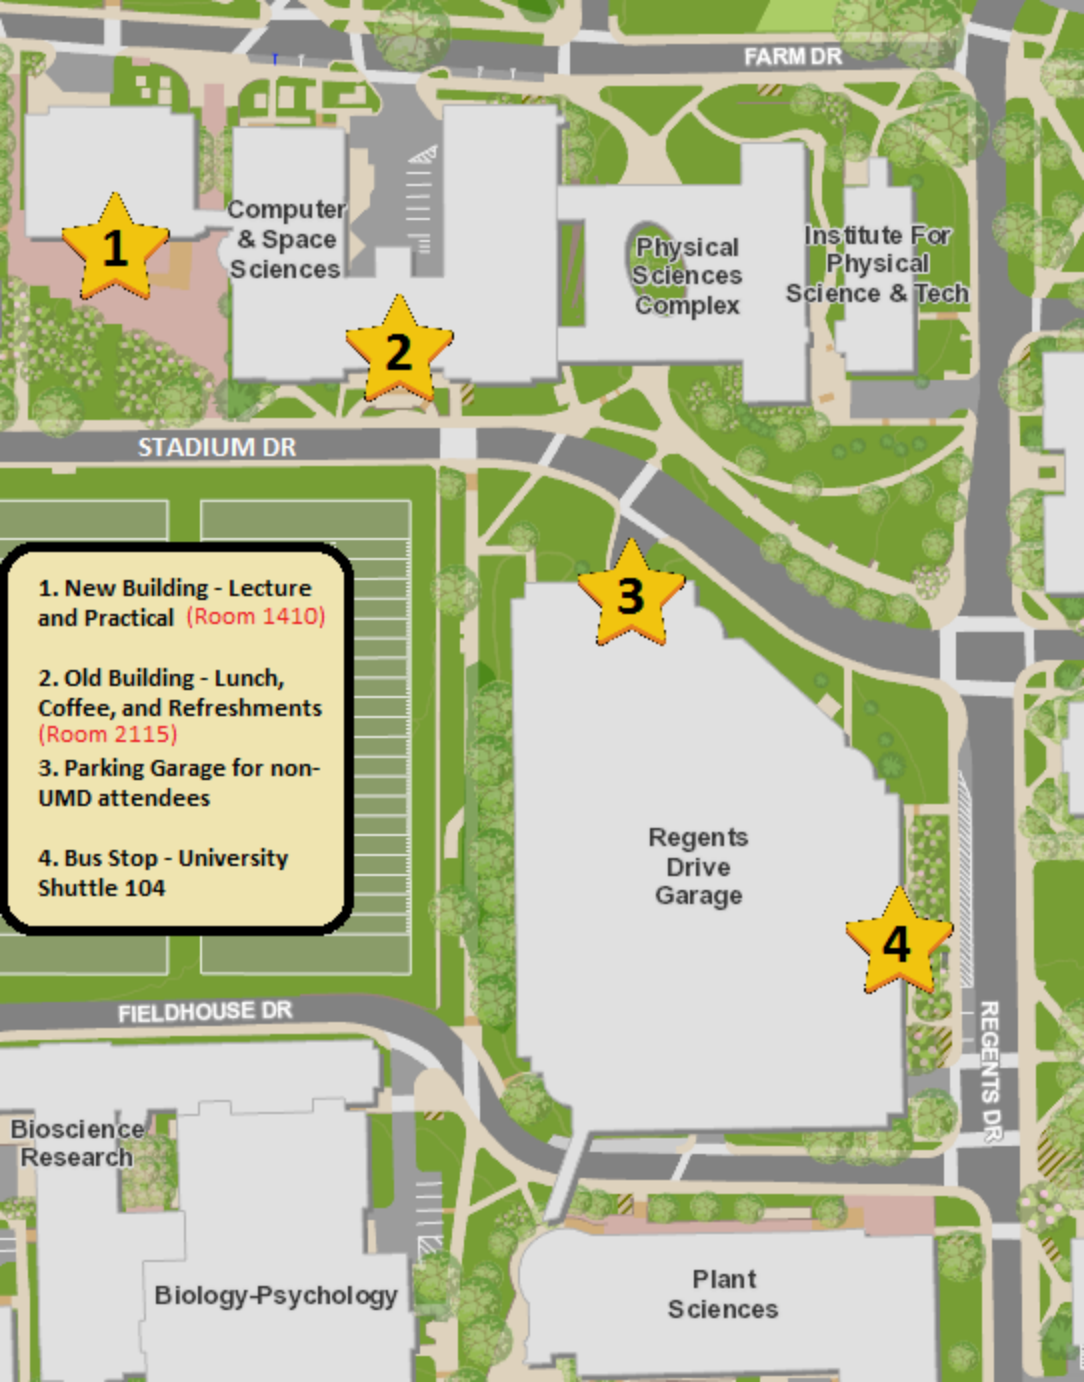 FARM DR
1
Computer
& Space
Sciences
Physical
Sciences
Complex
Institute For
Physical
Science & Tech
2
STADIUM DR
1. New Building - Lecture
and Practical (Room 1410)
2. Old Building - Lunch,
Coffee, and Refreshments
(Room 2115)
3. Parking Garage for non-
UMD attendees
4. Bus Stop - University
Shuttle 104
3
Regents
Drive
Garage
4
FIELDHOUSE DR
REGENTS DR
Bioscience
Research
Biology-Psychology
Plant
Sciences